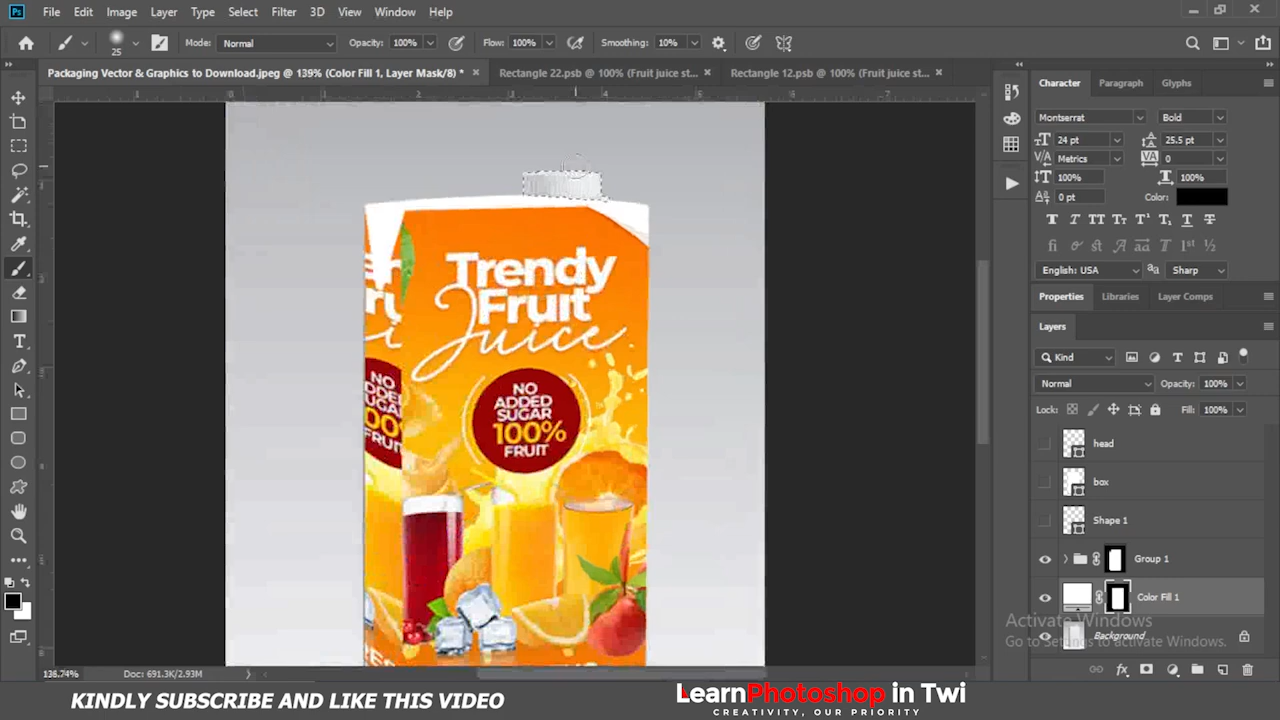 File Edit Image Layer Type Select Filter 3D View Window Help
25 Mode: Normal Opacity: 100% Flow: 100% Smoothing: 10%
Packaging Vector & Graphics to Download.jpeg @ 139% (Color Fill 1, Layer Mask/8) * × Rectangle 22.psb @ 100% (Fruit juice st... × Rectangle 12.psb @ 100% (Fruit juice st... ×
Character Paragraph Glyphs
Montserrat Bold
24 pt 25.5 pt
Metrics 0
100% 100%
0 pt Color:
English: USA Sharp
Properties Libraries Layer Comps
Layers
Kind
Normal Opacity: 100%
Lock: Fill: 100%
head
box
Shape 1
Group 1
Color Fill 1
Background
Activate Windows
Go to Settings to activate Windows.
Trendy
Fruit
Juice
NO
ADDED
SUGAR
100%
FRUIT
138.74% Doc: 691.3K/2.93M
KINDLY SUBSCRIBE AND LIKE THIS VIDEO
LearnPhotoshop in Twi
CREATIVITY, OUR PRIORITY